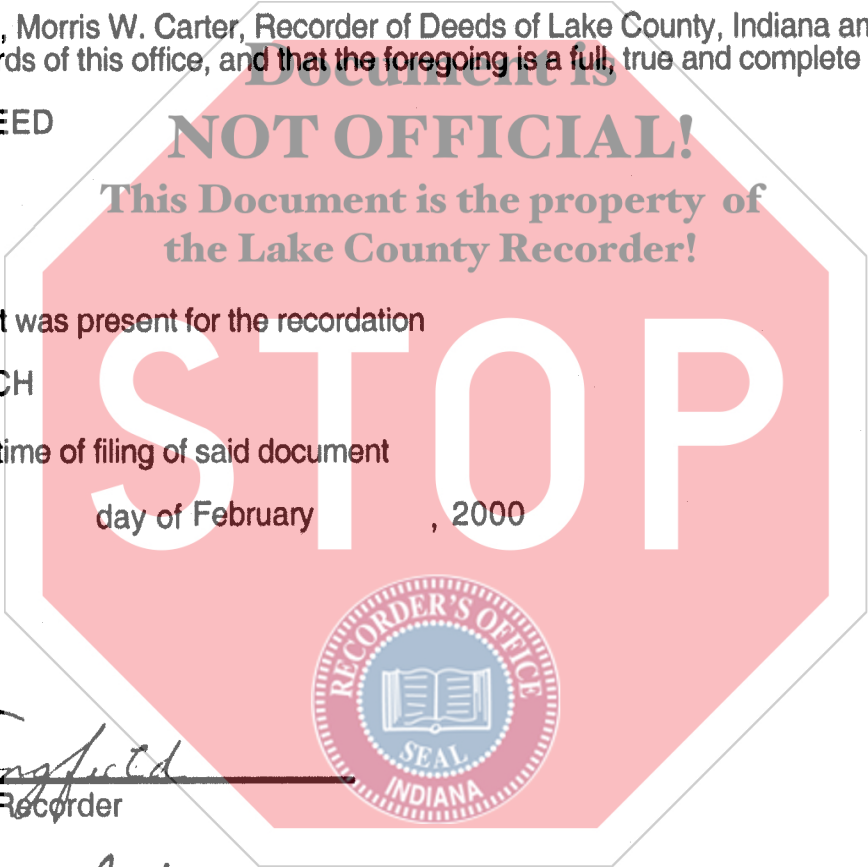 , Morris W. Carter, Recorder of Deeds of Lake County, Indiana an
rds of this office, and that the foregoing is a full, true and complete
Document is
EED
NOT OFFICIAL!
This Document is the property of
the Lake County Recorder!
t was present for the recordation
CH
STOP
time of filing of said document
day of February , 2000
RECORDER'S OFFICE
SEAL
INDIANA
Recorder